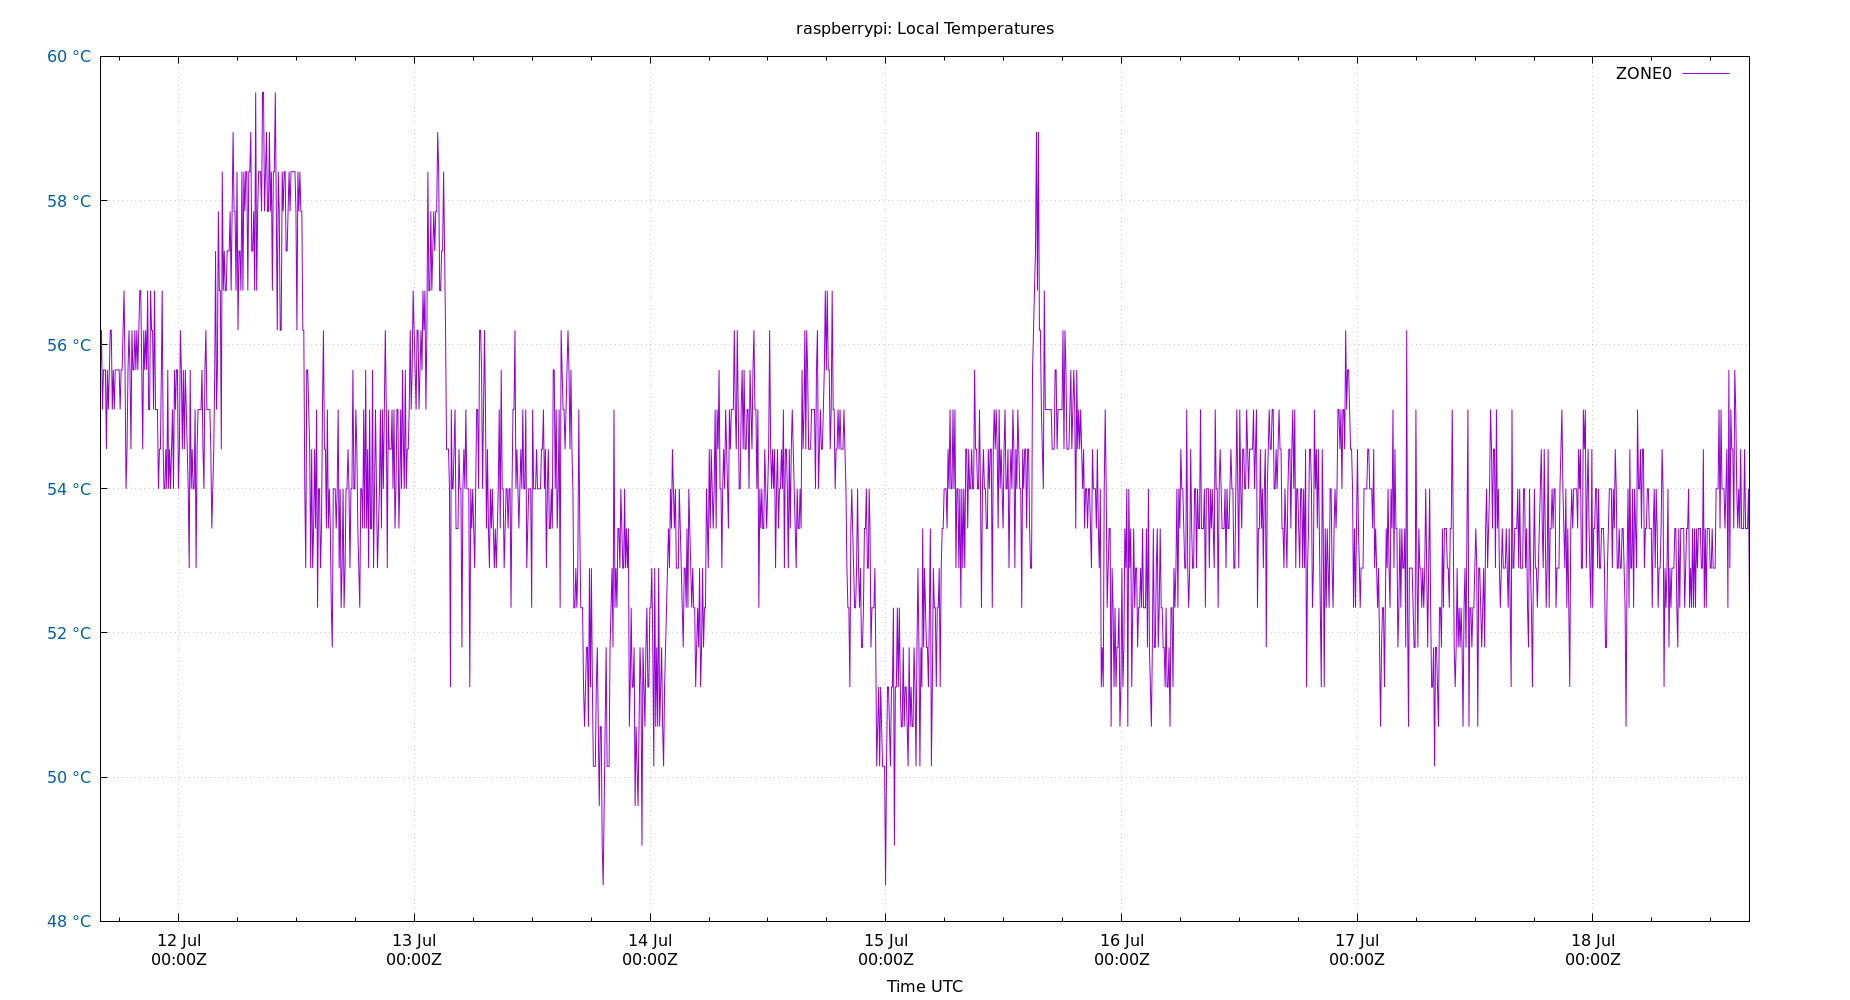 raspberrypi: Local Temperatures
60 °C
ZONE0
58 °C
56 °C
54 °C
52 °C
50 °C
48 °C
12 Jul 13 Jul 14 Jul 15 Jul 16 Jul 17 Jul 18 Jul
00:00Z 00:00Z 00:00Z 00:00Z 00:00Z 00:00Z 00:00Z
Time UTC